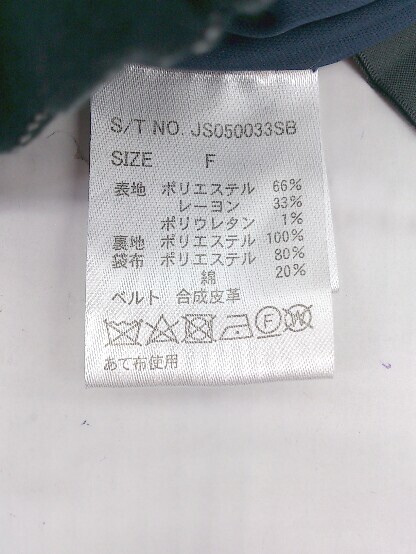 S/T NO. JS050033SB
SIZE F
表地 ポリエステル 66%
レーヨン 33%
ポリウレタン 1%
裏地 ポリエステル 100%
袋布 ポリエステル 80%
綿 20%
ベルト 合成皮革
F W
あて布使用